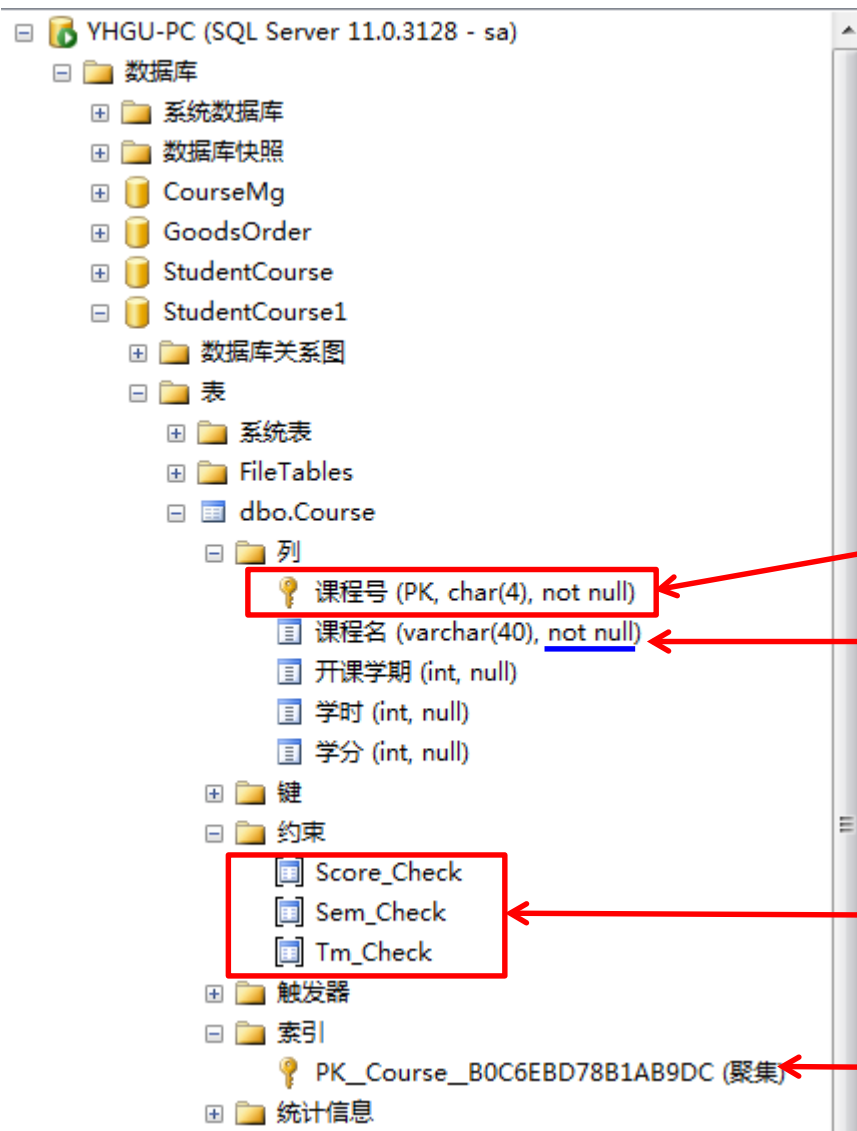 YHGU-PC (SQL Server 11.0.3128 - sa)
数据库
系统数据库
数据库快照
CourseMg
GoodsOrder
StudentCourse
StudentCourse1
数据库关系图
表
系统表
FileTables
dbo.Course
列
课程号 (PK, char(4), not null)
课程名 (varchar(40), not null)
开课学期 (int, null)
学时 (int, null)
学分 (int, null)
键
约束
Score_Check
Sem_Check
Tm_Check
触发器
索引
PK__Course__B0C6EBD78B1AB9DC (聚集)
统计信息